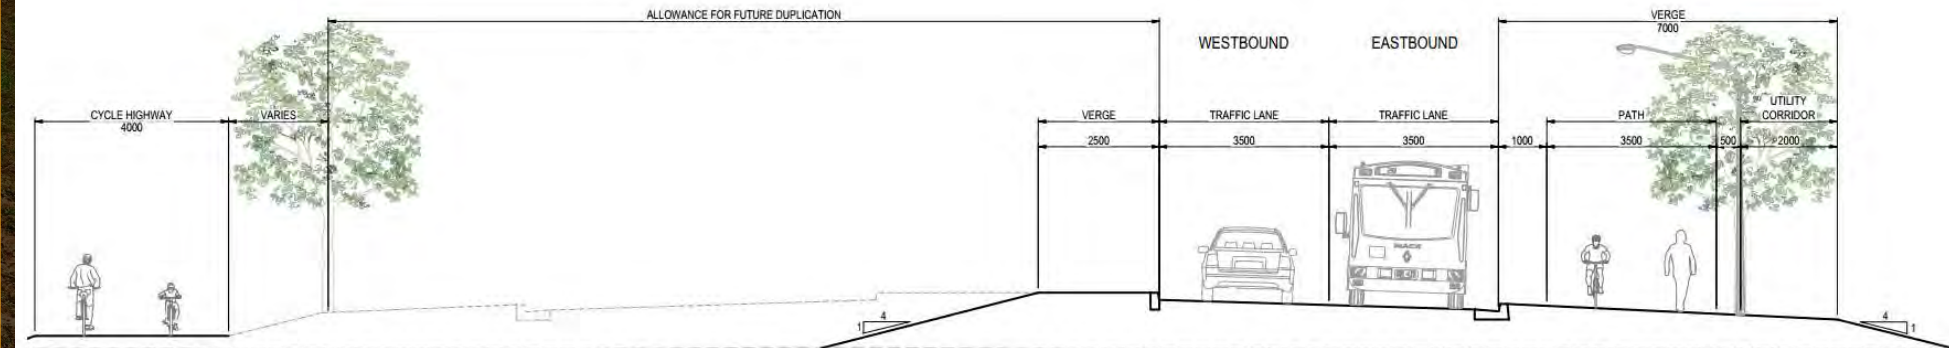 ALLOWANCE FOR FUTURE DUPLICATION
VERGE
7000
WESTBOUND
EASTBOUND
CYCLE HIGHWAY
4000
VARIES
VERGE
2500
TRAFFIC LANE
3500
TRAFFIC LANE
3500
1000
PATH
3500
500
UTILITY
CORRIDOR
2000
MACK
4
1
4
1